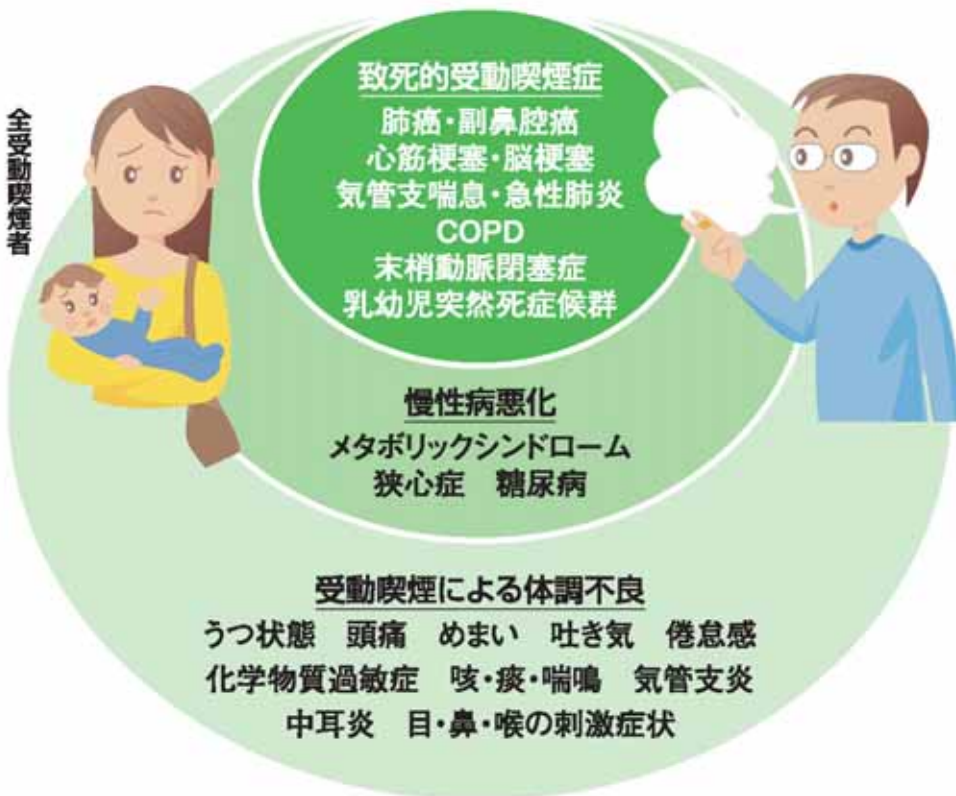 全受動喫煙者
致死的受動喫煙症
肺癌・副鼻腔癌
心筋梗塞・脳梗塞
気管支喘息・急性肺炎
COPD
末梢動脈閉塞症
乳幼児突然死症候群
慢性病悪化
メタボリックシンドローム
狭心症　糖尿病
受動喫煙による体調不良
うつ状態　頭痛　めまい　吐き気　倦怠感
化学物質過敏症　咳・痰・喘鳴　気管支炎
中耳炎　目・鼻・喉の刺激症状